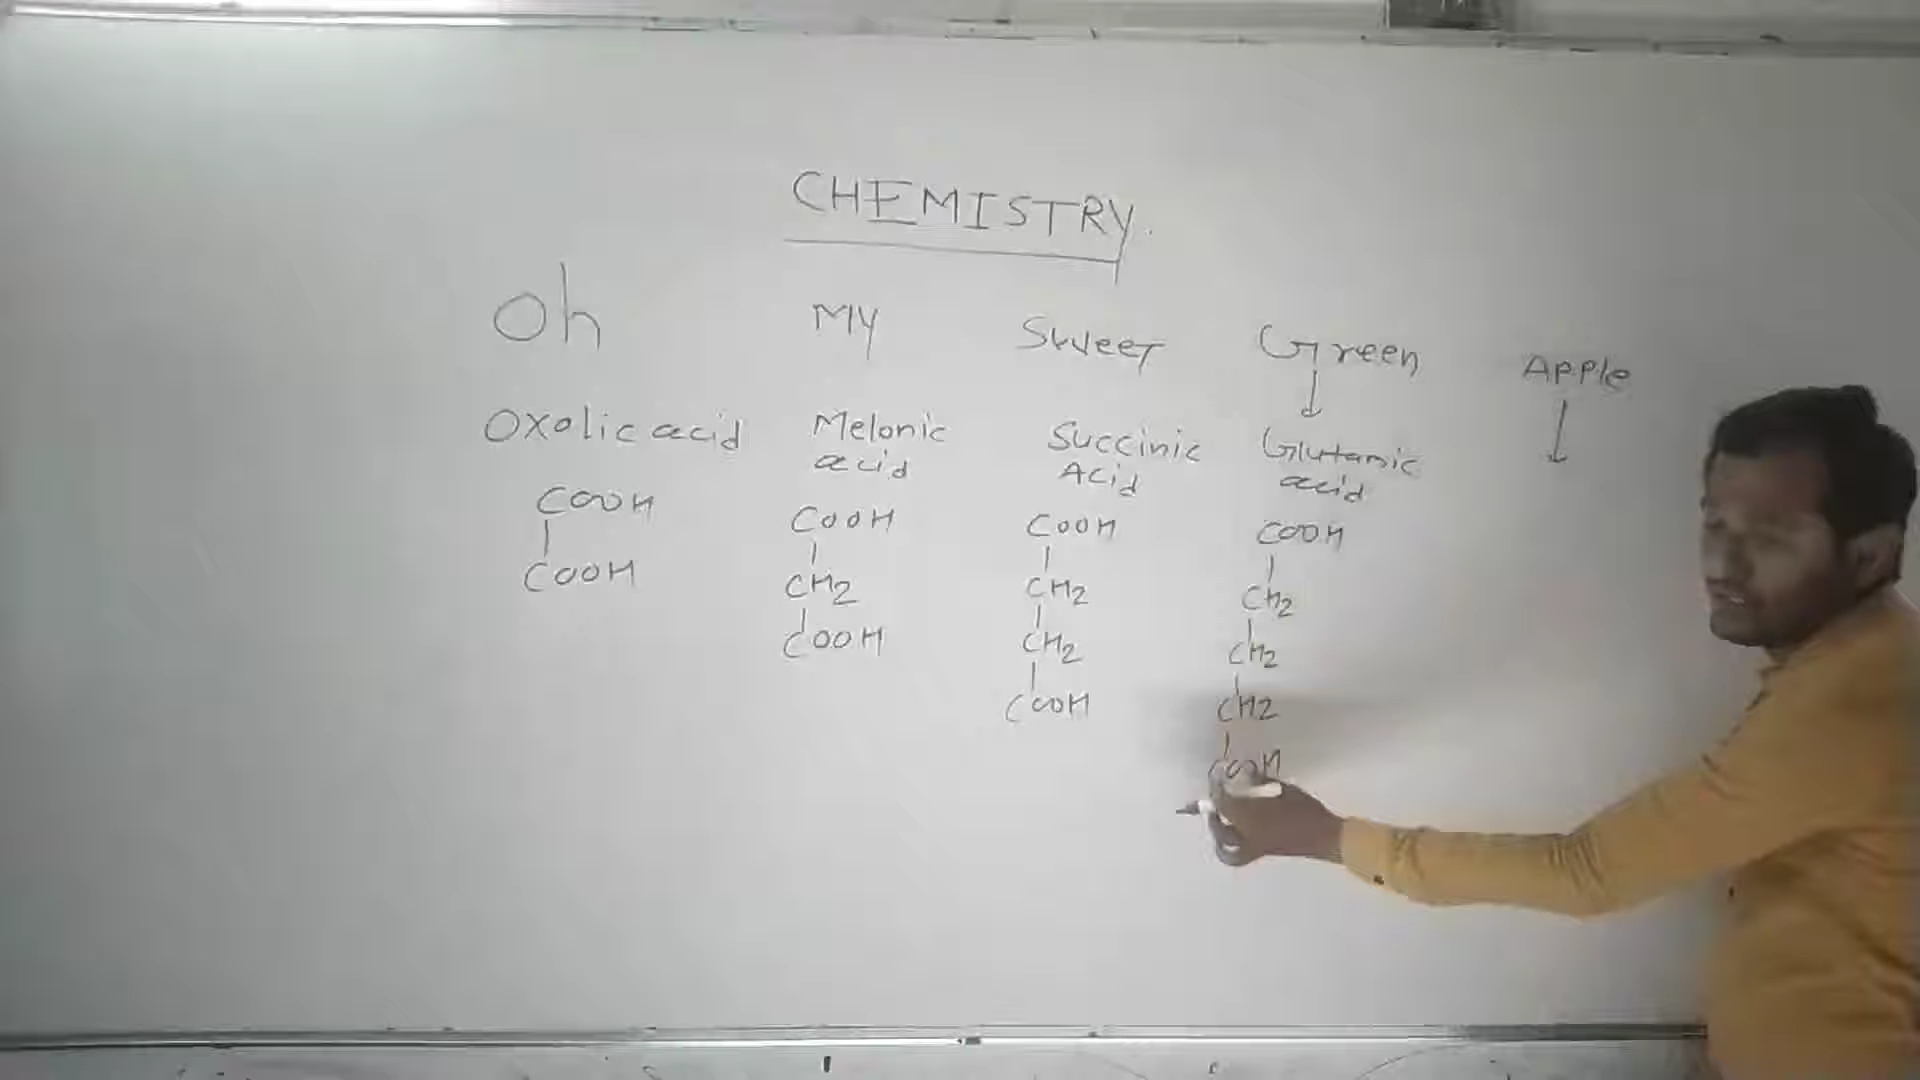 CHEMISTRY.
Oh My Sweet Green Apple
Oxolic acid
Melonic
acid
Succinic
Acid
Glutamic
acid
COOH
COOH
COOH
CH2
COOH
COOH
CH2
CH2
COOH
COOH
CH2
CH2
CH2
COOH